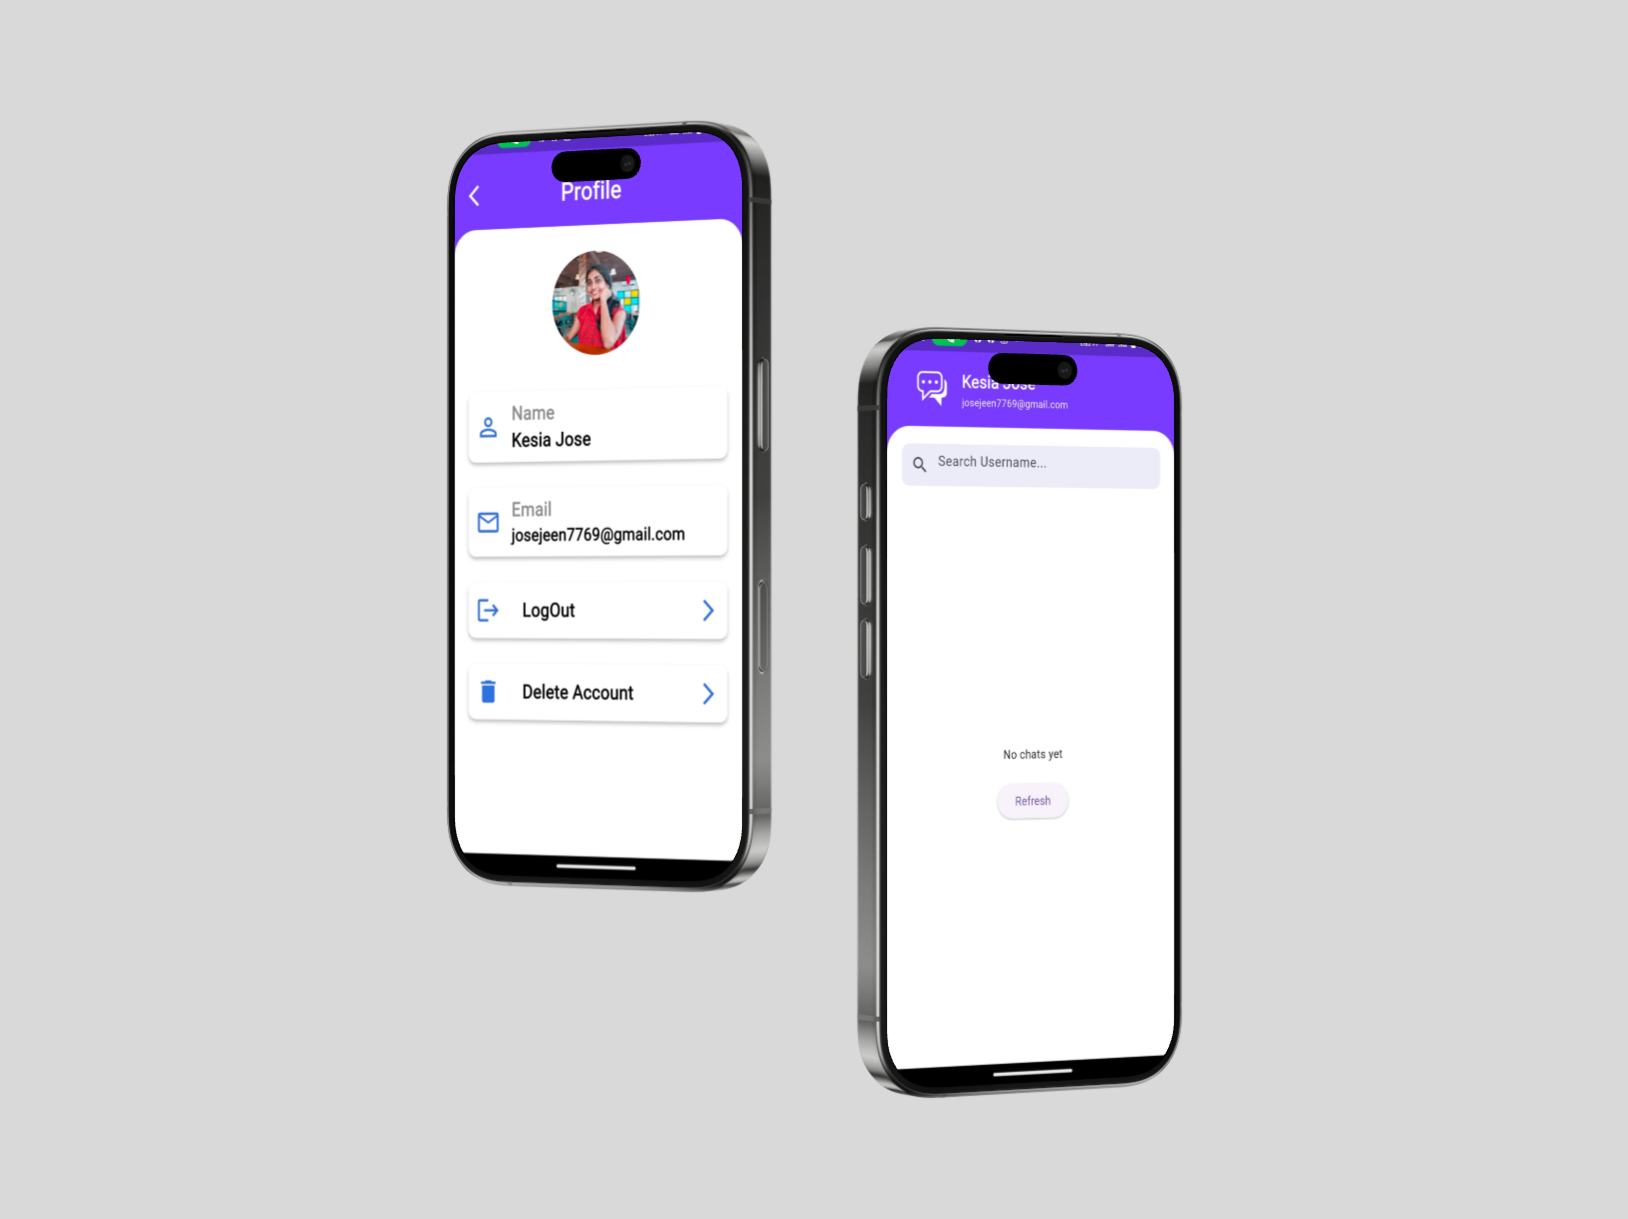 Profile
Name
Kesia Jose
Email
josejeen7769@gmail.com
LogOut
Delete Account
Kesia Jose
josejeen7769@gmail.com
Search Username...
No chats yet
Refresh